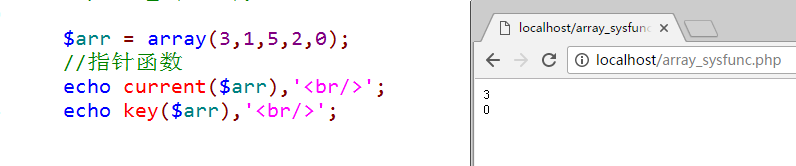 $arr = array(3,1,5,2,0);
//指针函数
echo current($arr),'<br/>';
echo key($arr),'<br/>';
localhost/array_sysfunc
localhost/array_sysfunc.php
3
0